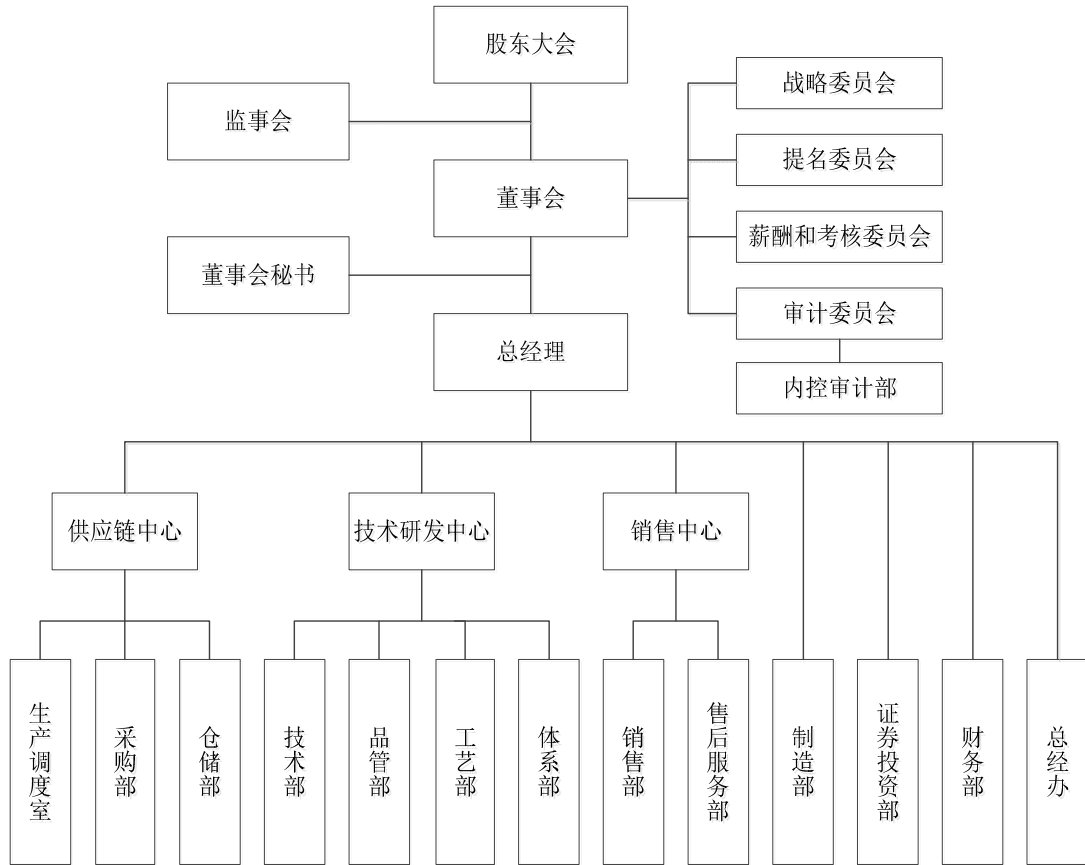 股东大会
战略委员会
监事会
提名委员会
董事会
薪酬和考核委员会
董事会秘书
审计委员会
总经理
内控审计部
供应链中心
技术研发中心
销售中心
生产调度室
采购部
仓储部
技术部
品管部
工艺部
体系部
销售部
售后服务部
制造部
证券投资部
财务部
总经办